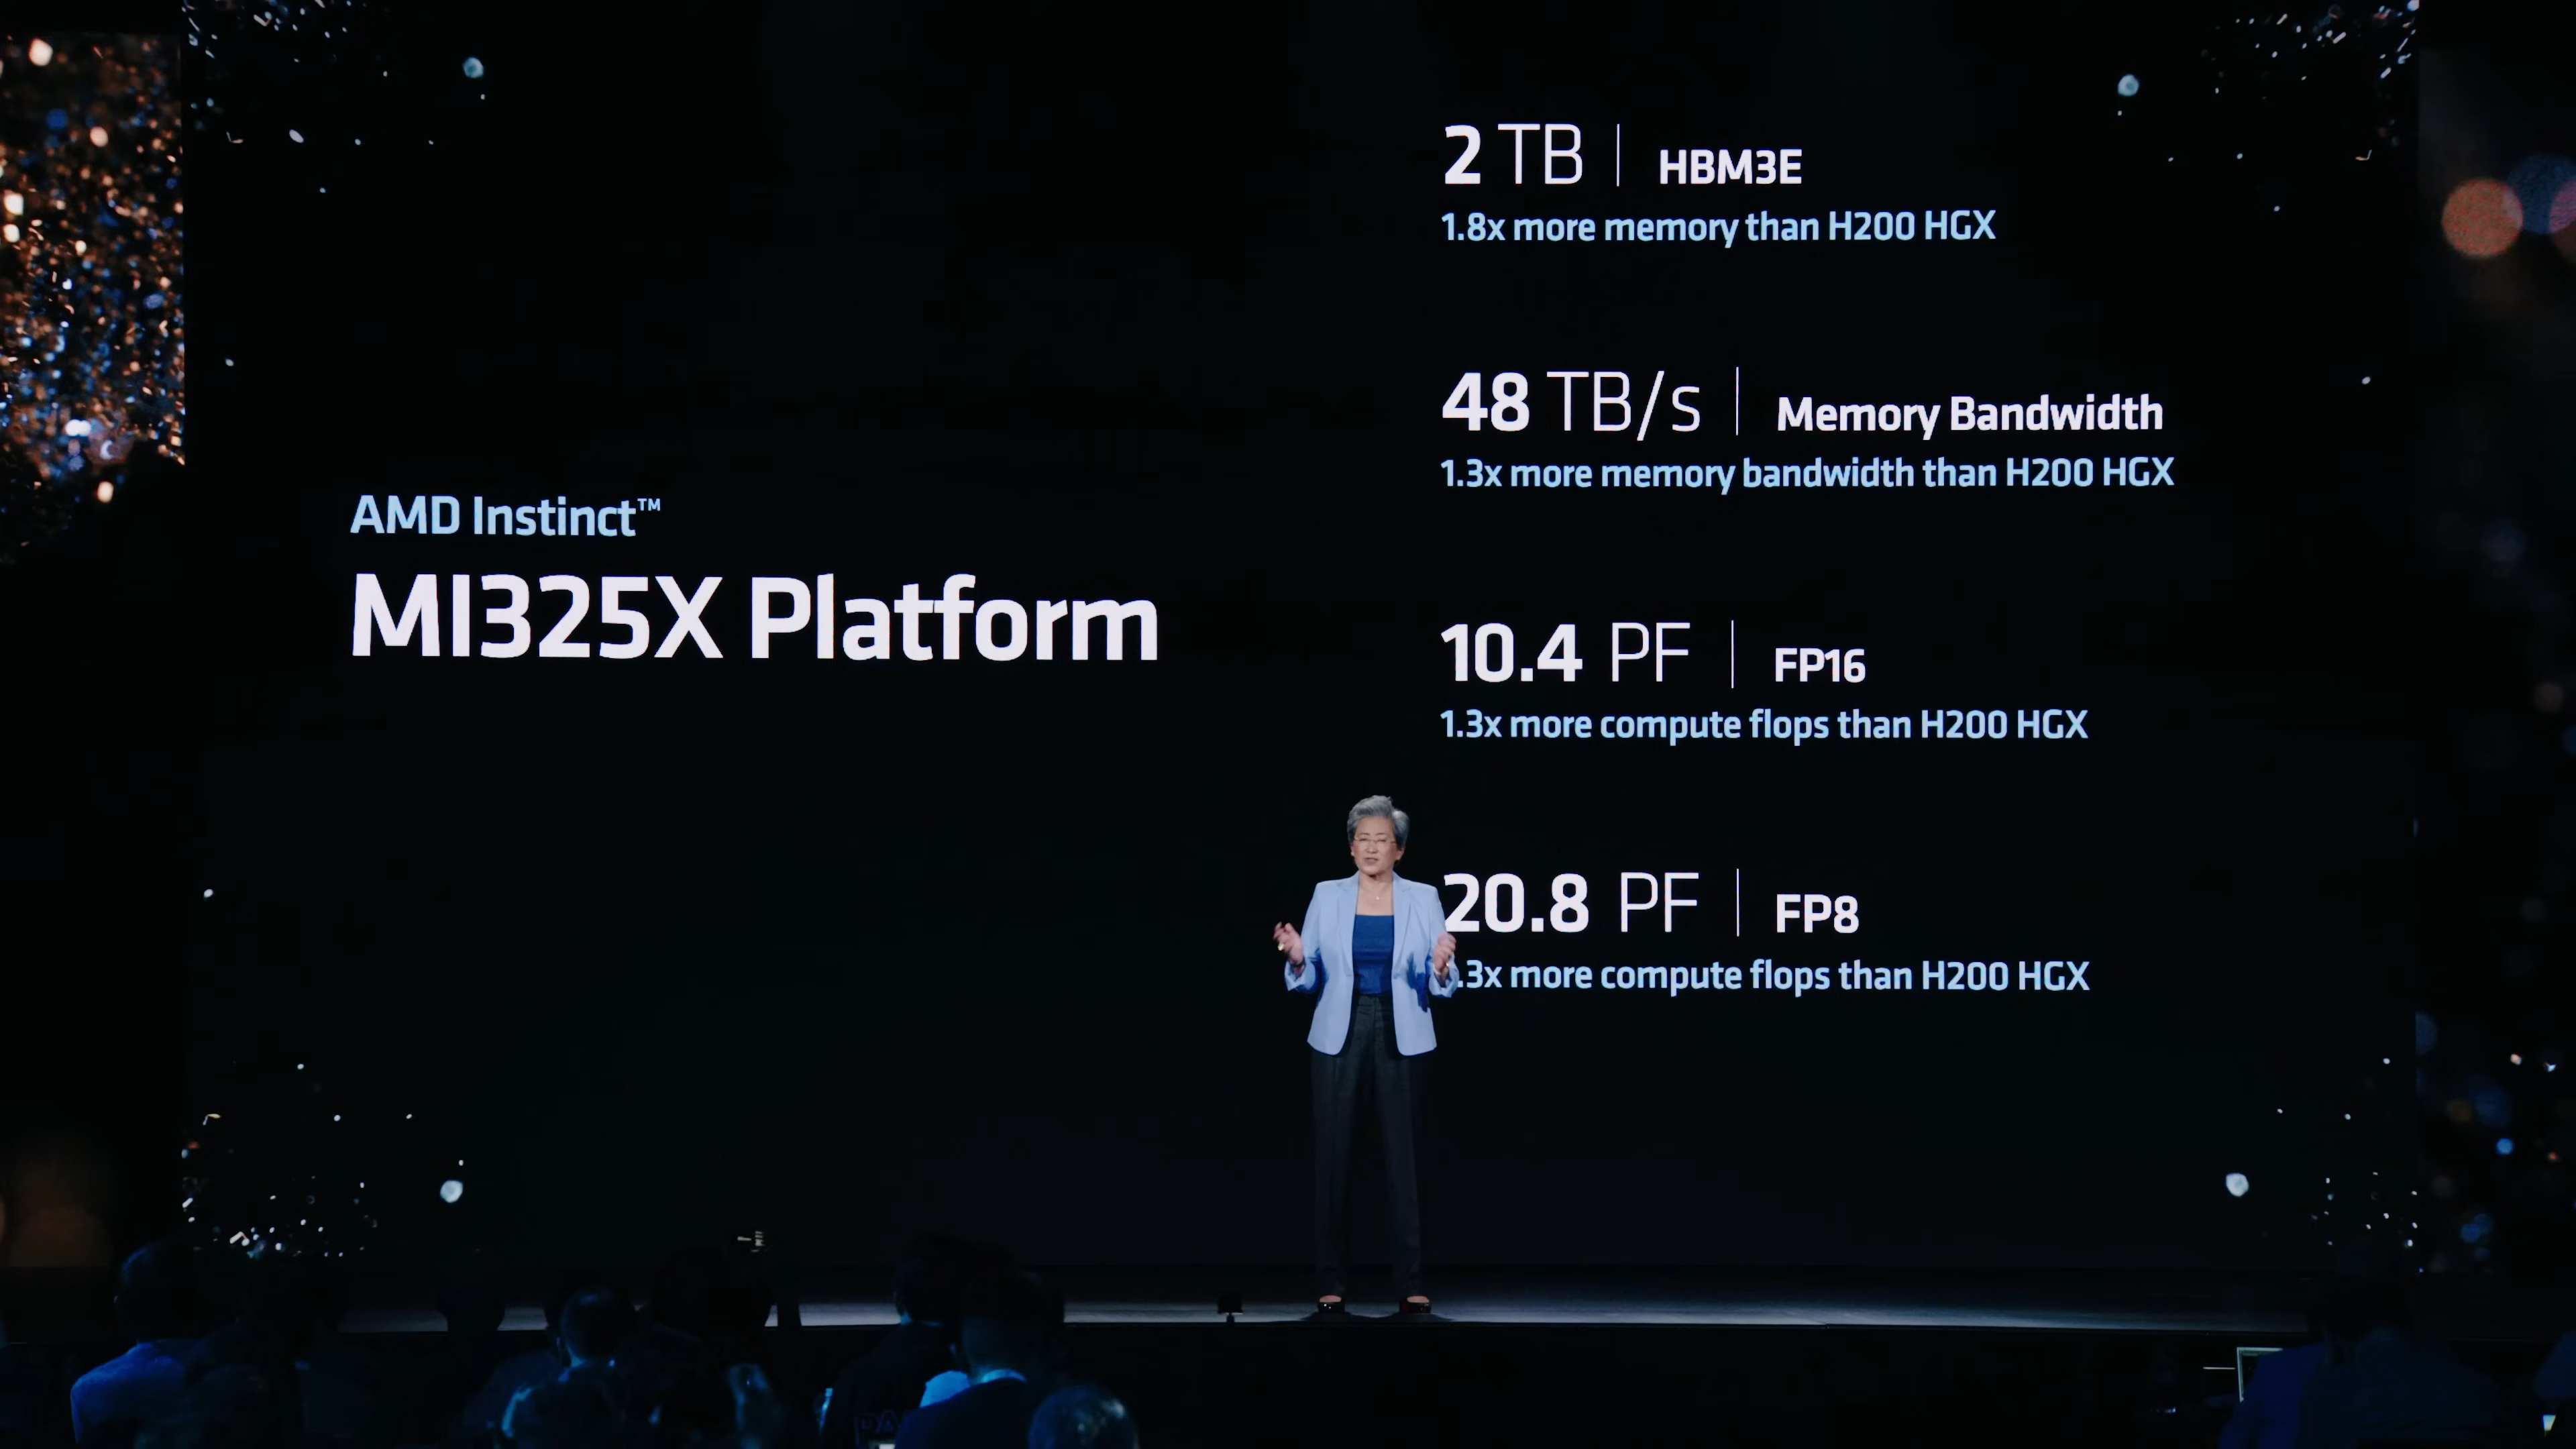 AMD Instinct™
MI325X Platform
2 TB | HBM3E
1.8x more memory than H200 HGX
48 TB/s | Memory Bandwidth
1.3x more memory bandwidth than H200 HGX
10.4 PF | FP16
1.3x more compute flops than H200 HGX
20.8 PF | FP8
.3x more compute flops than H200 HGX